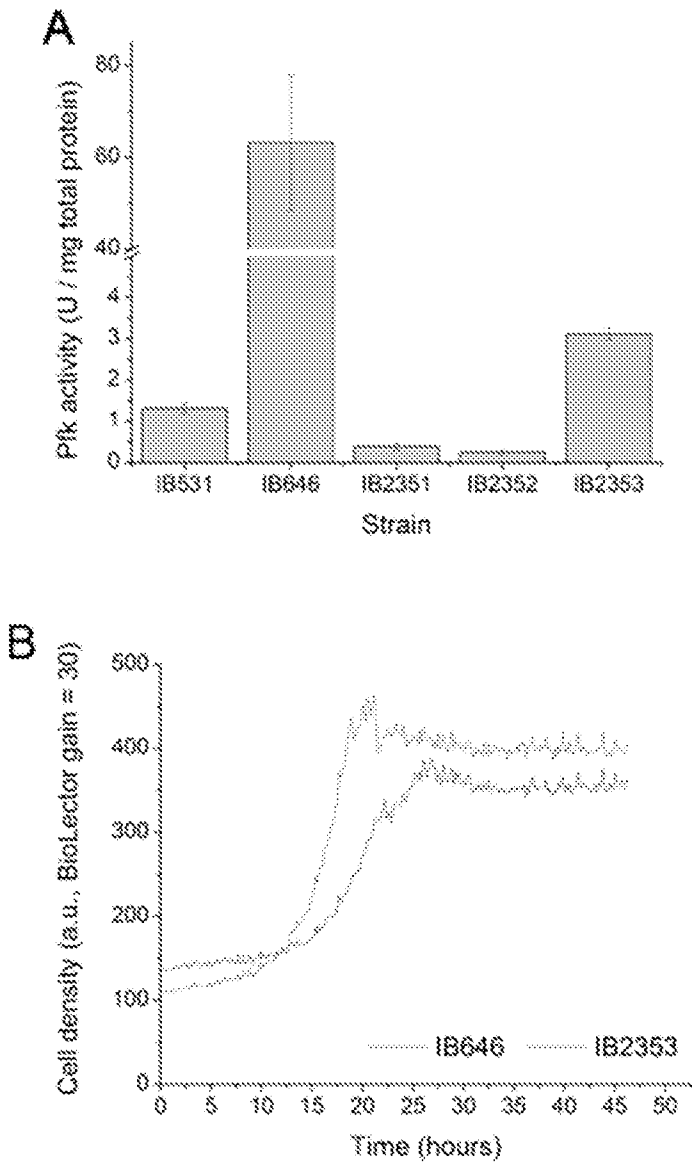 A
Pfk activity (U / mg total protein)
80
60
40
4
3
2
1
0
IB531 IB646 IB2351 IB2352 IB2353
Strain
B
Cell density (a.u., BioLector gain = 30)
500
400
300
200
100
0
IB646 IB2353
0 5 10 15 20 25 30 35 40 45 50
Time (hours)